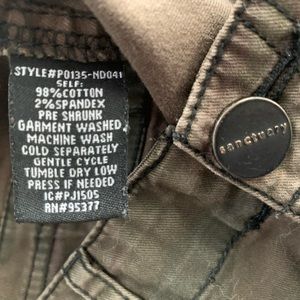 STYLE#P0135-ND041
SELF:
98%COTTON
2%SPANDEX
PRE SHRUNK
GARMENT WASHED
MACHINE WASH
COLD SEPARATELY
GENTLE CYCLE
TUMBLE DRY LOW
PRESS IF NEEDED
IC#PJ1505
RN#95377
sanctuary